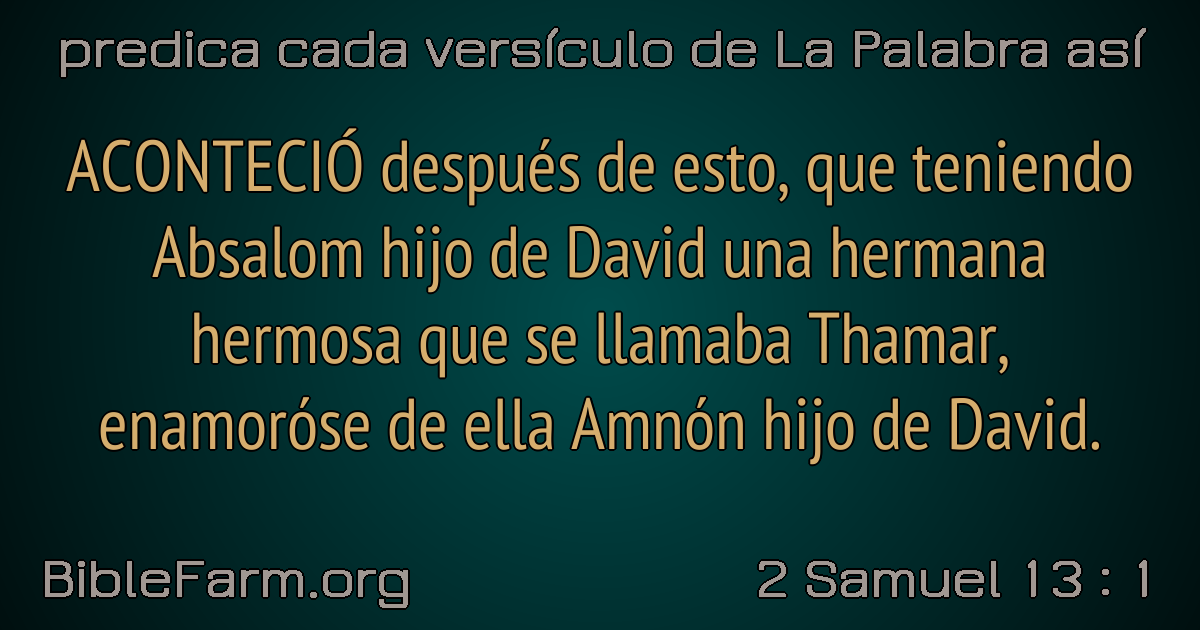 predica cada versículo de La Palabra así
ACONTECIÓ después de esto, que teniendo
Absalom hijo de David una hermana
hermosa que se llamaba Thamar,
enamoróse de ella Amnón hijo de David.
BibleFarm.org
2 Samuel 13 : 1